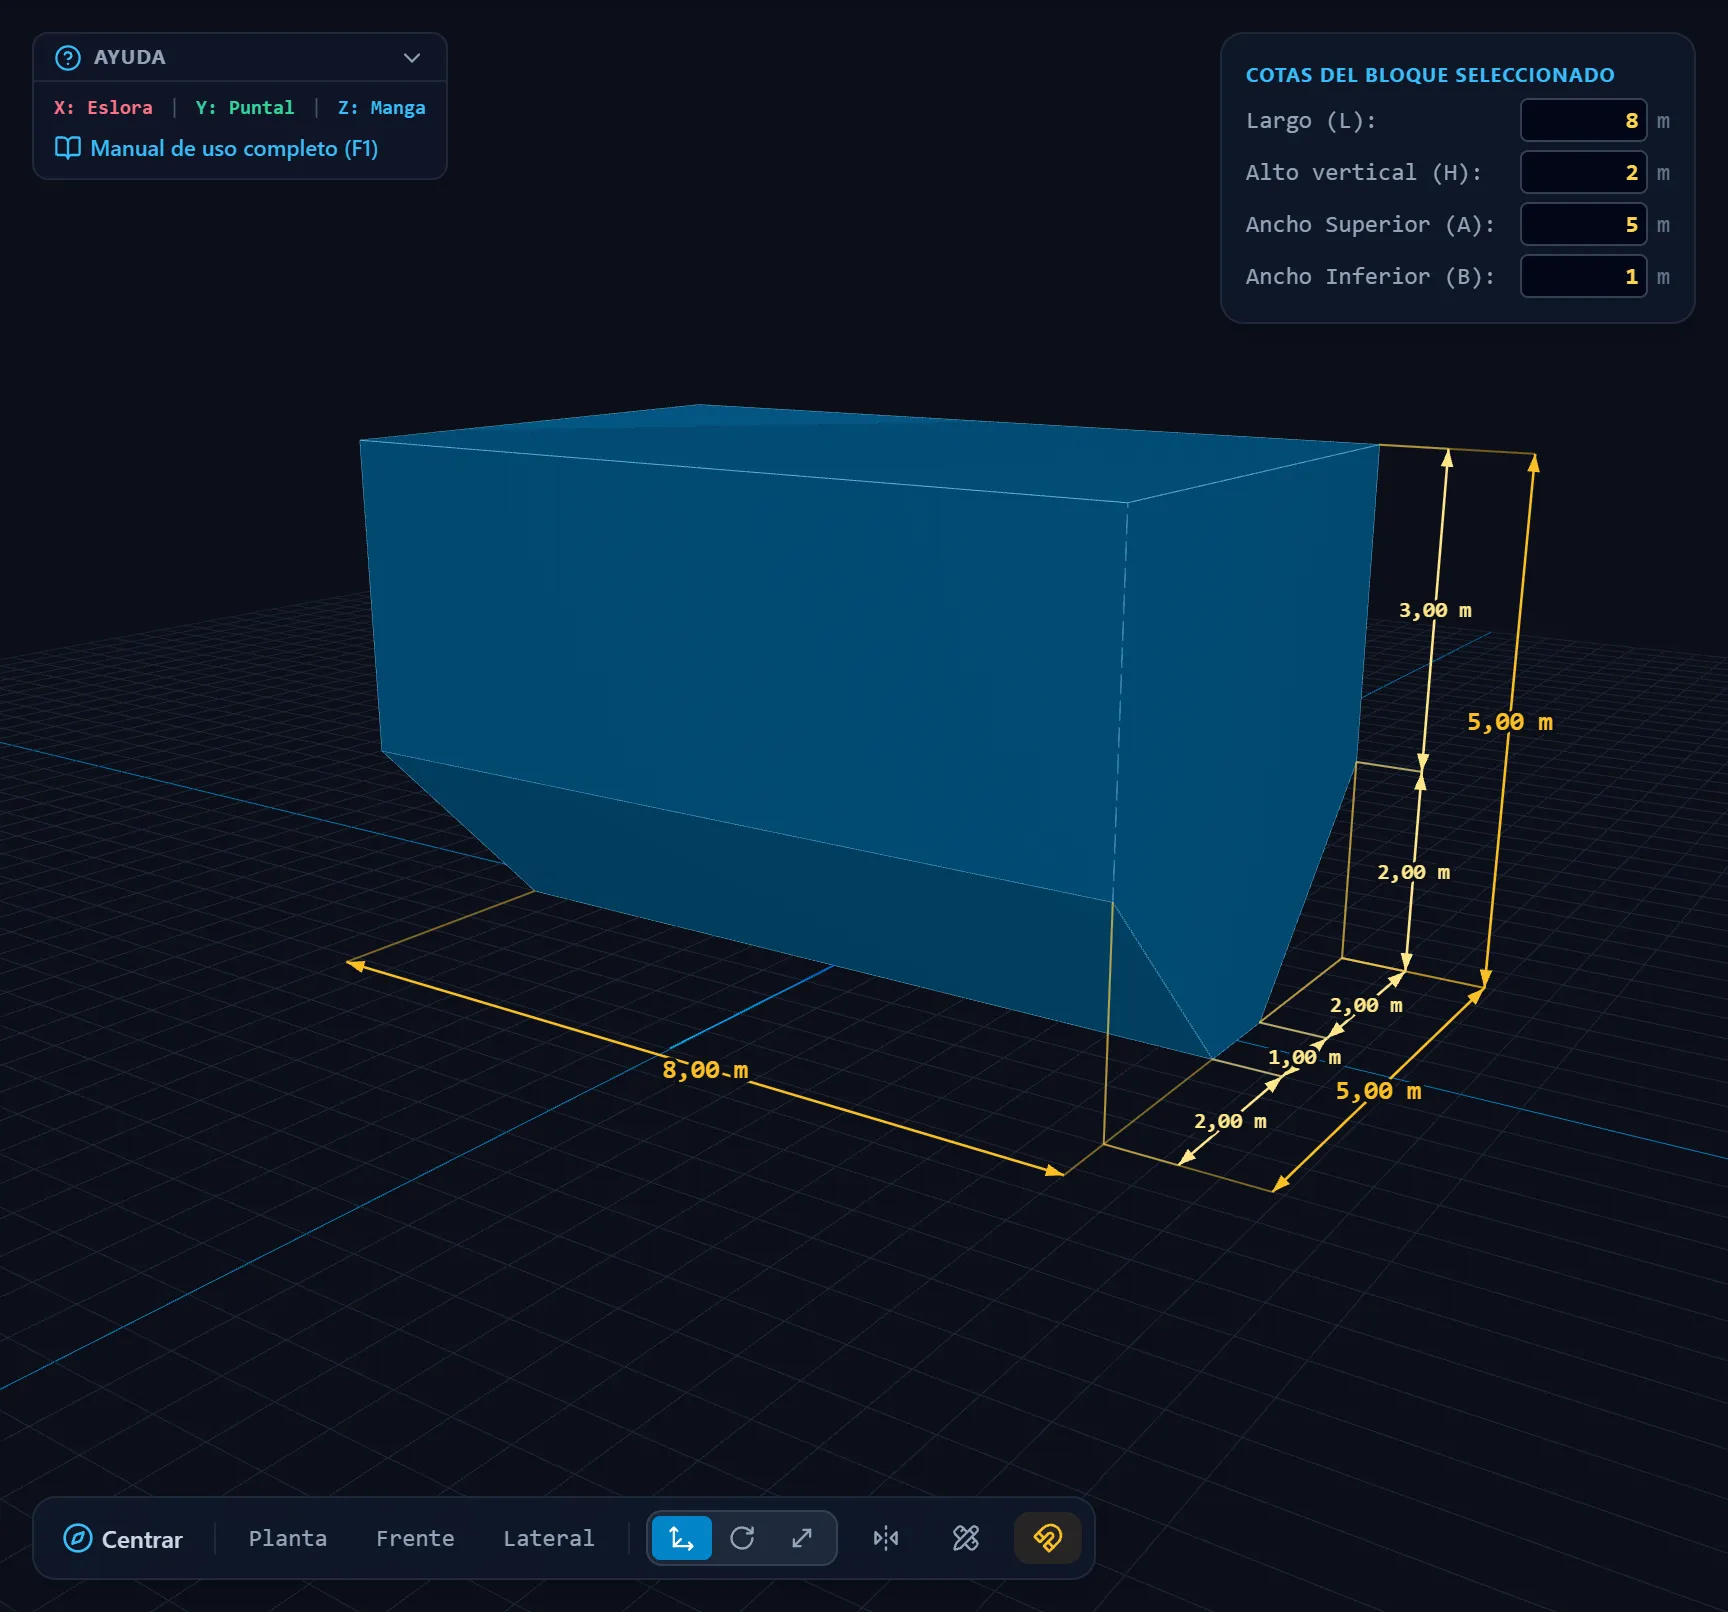 AYUDA
X: Eslora | Y: Puntal | Z: Manga
Manual de uso completo (F1)
COTAS DEL BLOQUE SELECCIONADO
Largo (L): 8 m
Alto vertical (H): 2 m
Ancho Superior (A): 5 m
Ancho Inferior (B): 1 m
3,00 m
5,00 m
2,00 m
2,00 m
1,00 m
8,00 m
5,00 m
2,00 m
Centrar Planta Frente Lateral